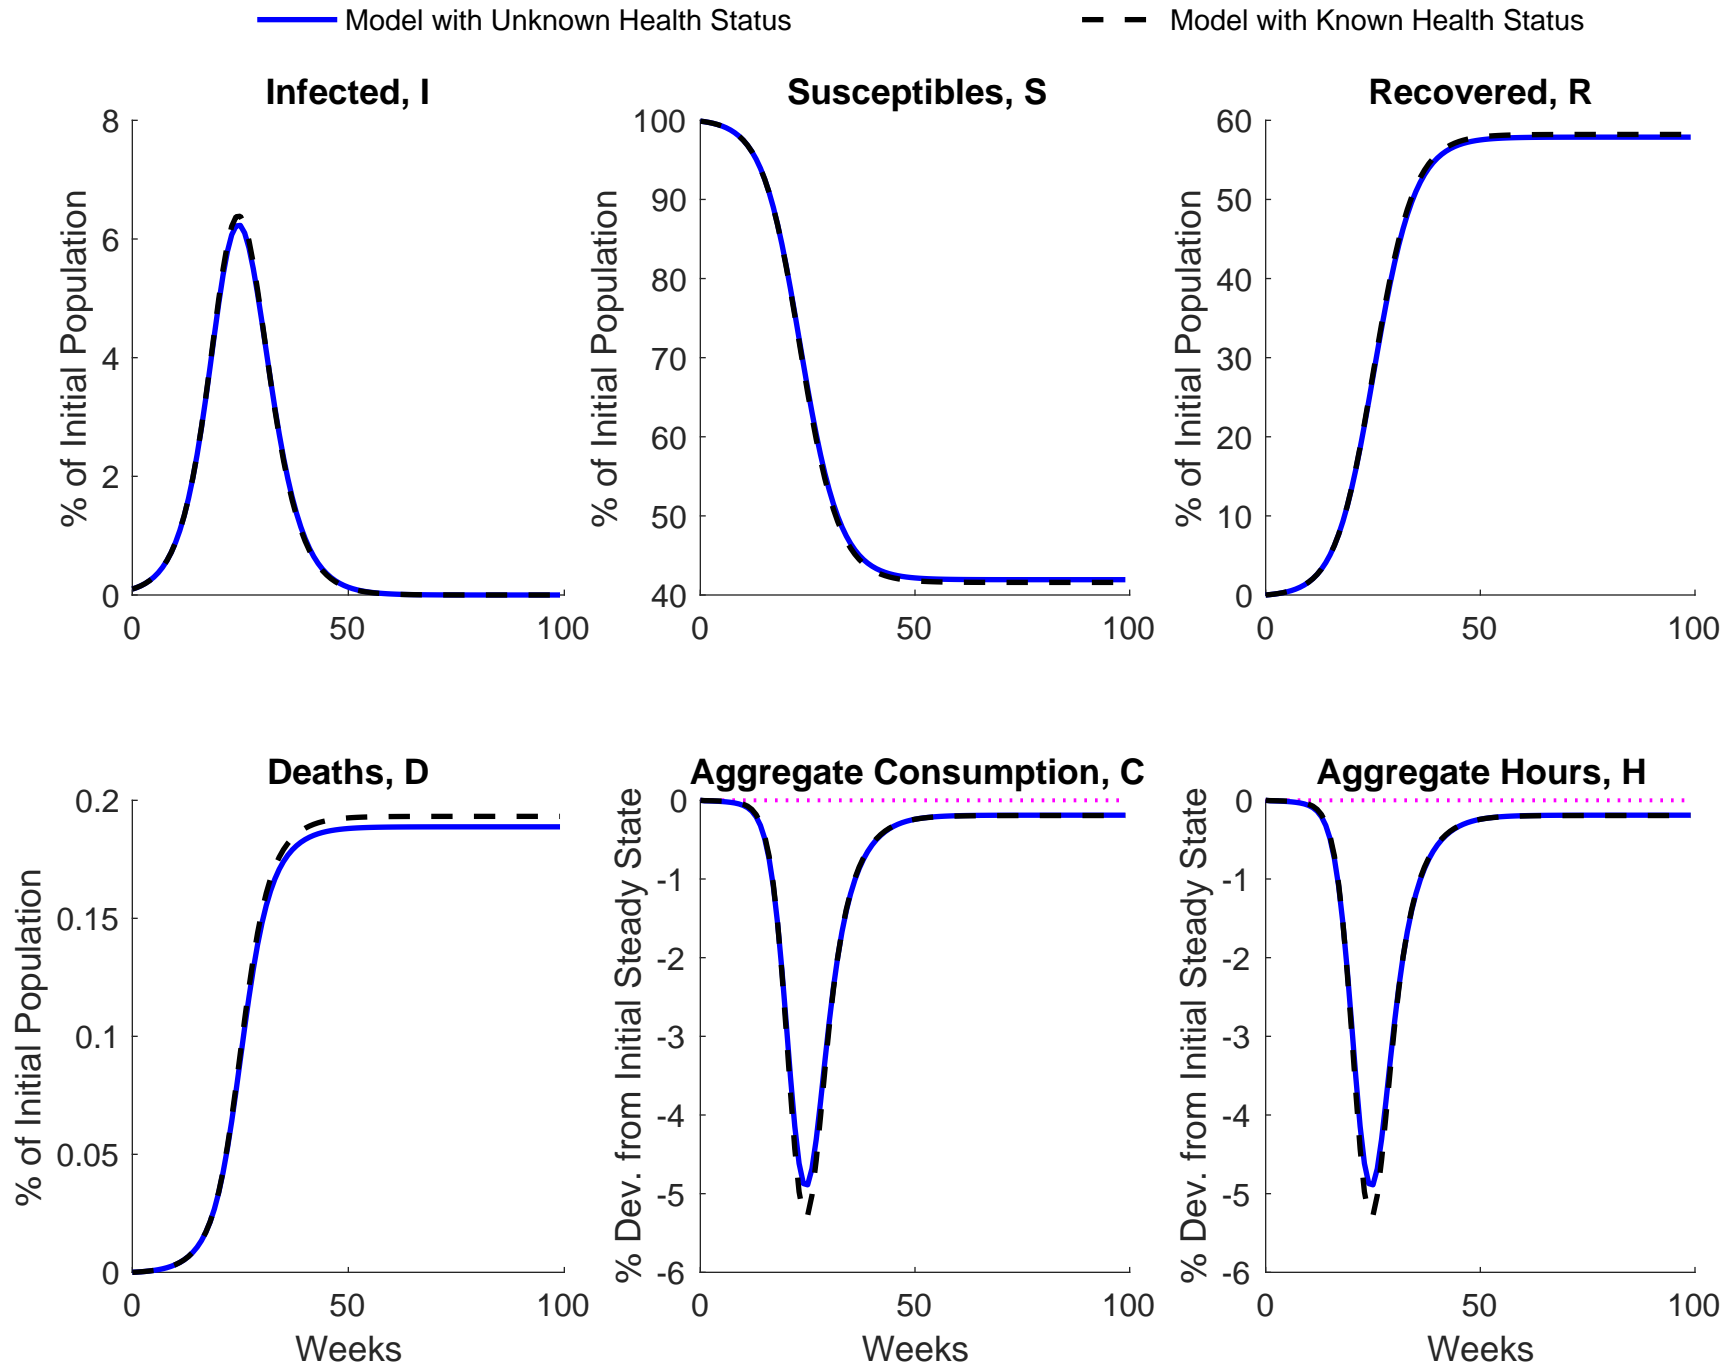 Model with Unknown Health Status
Model with Known Health Status
Infected, I
% of Initial Population
8
6
4
2
0
0 50 100
Susceptibles, S
% of Initial Population
100
90
80
70
60
50
40
0 50 100
Recovered, R
% of Initial Population
60
50
40
30
20
10
0
0 50 100
Deaths, D
% of Initial Population
0.2
0.15
0.1
0.05
0
0 50 100
Weeks
Aggregate Consumption, C
% Dev. from Initial Steady State
0
-1
-2
-3
-4
-5
-6
0 50 100
Weeks
Aggregate Hours, H
% Dev. from Initial Steady State
0
-1
-2
-3
-4
-5
-6
0 50 100
Weeks